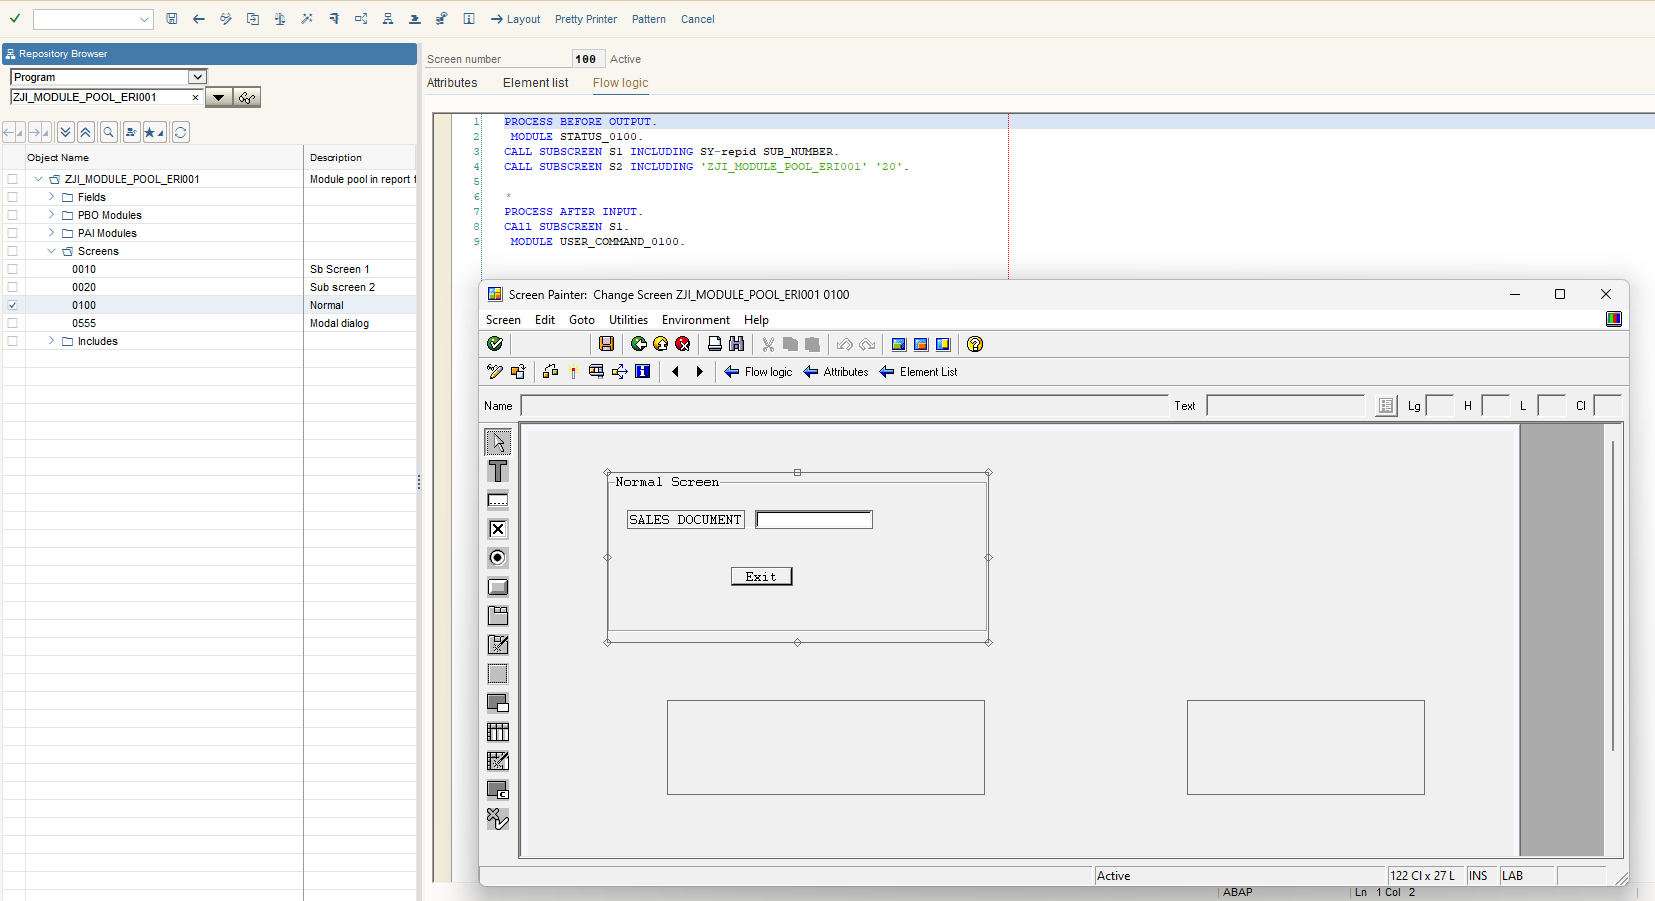 Layout Pretty Printer Pattern Cancel
Repository Browser
Program
ZJI_MODULE_POOL_ERI001
Object Name Description
ZJI_MODULE_POOL_ERI001 Module pool in report f
Fields
PBO Modules
PAI Modules
Screens
0010 Sb Screen 1
0020 Sub screen 2
0100 Normal
0555 Modal dialog
Includes
Screen number 100 Active
Attributes Element list Flow logic
1 PROCESS BEFORE OUTPUT.
2 MODULE STATUS_0100.
3 CALL SUBSCREEN S1 INCLUDING SY-repid SUB_NUMBER.
4 CALL SUBSCREEN S2 INCLUDING 'ZJI_MODULE_POOL_ERI001' '20'.
5
6 *
7 PROCESS AFTER INPUT.
8 CAll SUBSCREEN S1.
9 MODULE USER_COMMAND_0100.
Screen Painter: Change Screen ZJI_MODULE_POOL_ERI001 0100
Screen Edit Goto Utilities Environment Help
Flow logic Attributes Element List
Name Text Lg H L Cl
Normal Screen
SALES DOCUMENT
Exit
Active 122 Cl x 27 L INS LAB
ABAP Ln 1 Col 2